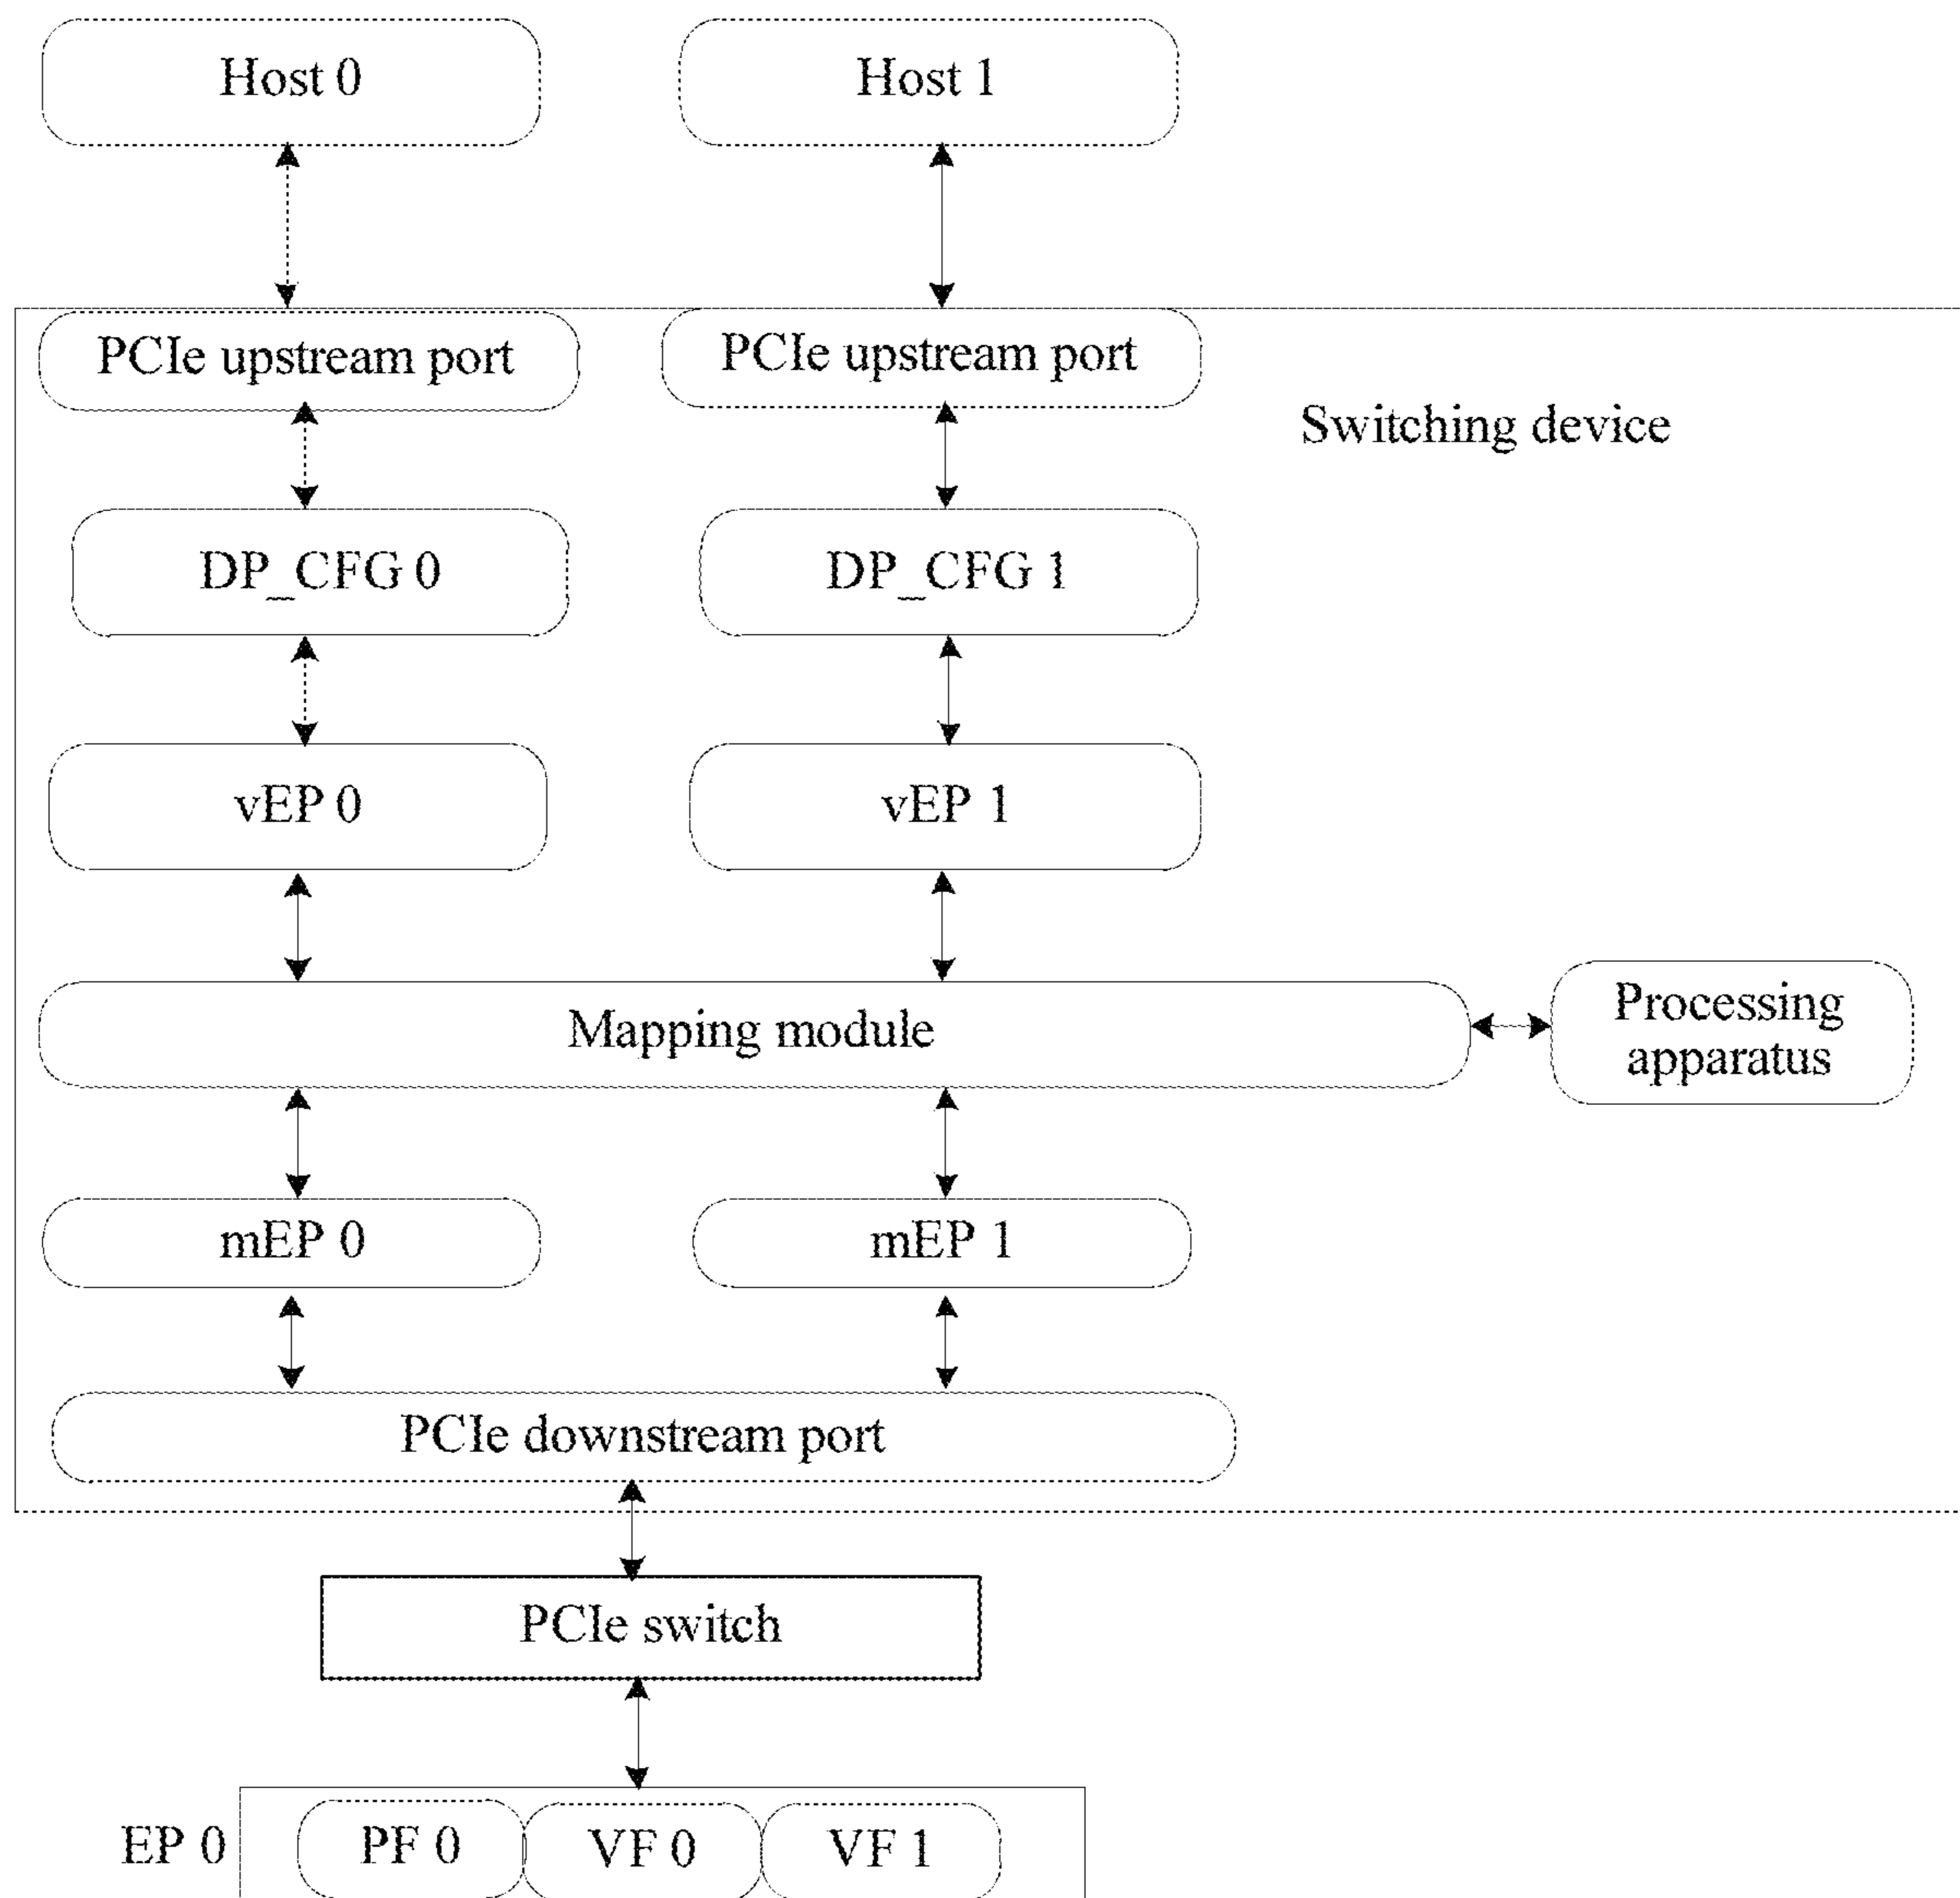 Host 0
Host 1
PCIe upstream port
PCIe upstream port
Switching device
DP_CFG 0
DP_CFG 1
vEP 0
vEP 1
Mapping module
Processing
apparatus
mEP 0
mEP 1
PCIe downstream port
PCIe switch
EP 0
PF 0
VF 0
VF 1